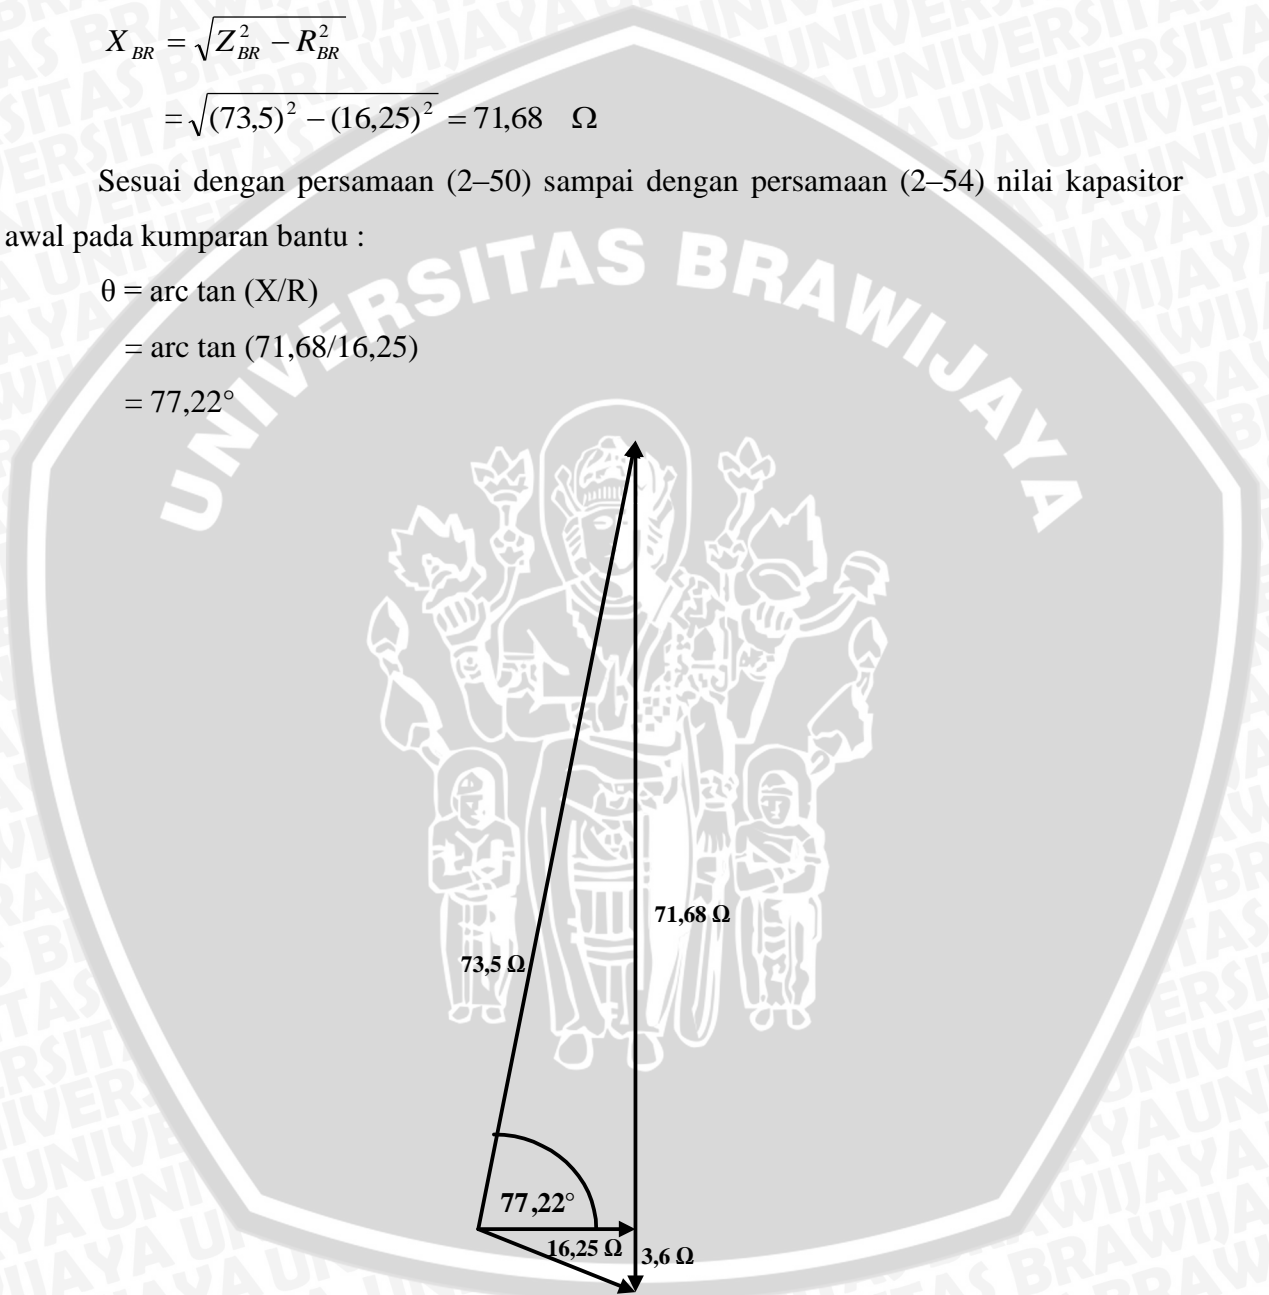 X_BR = √(Z²_BR − R²_BR)
= √((73,5)² − (16,25)²) = 71,68 Ω
Sesuai dengan persamaan (2–50) sampai dengan persamaan (2–54) nilai kapasitor
awal pada kumparan bantu :
θ = arc tan (X/R)
= arc tan (71,68/16,25)
= 77,22°
UNIVERSITAS BRAWIJAYA
71,68 Ω
73,5 Ω
77,22°
16,25 Ω
3,6 Ω